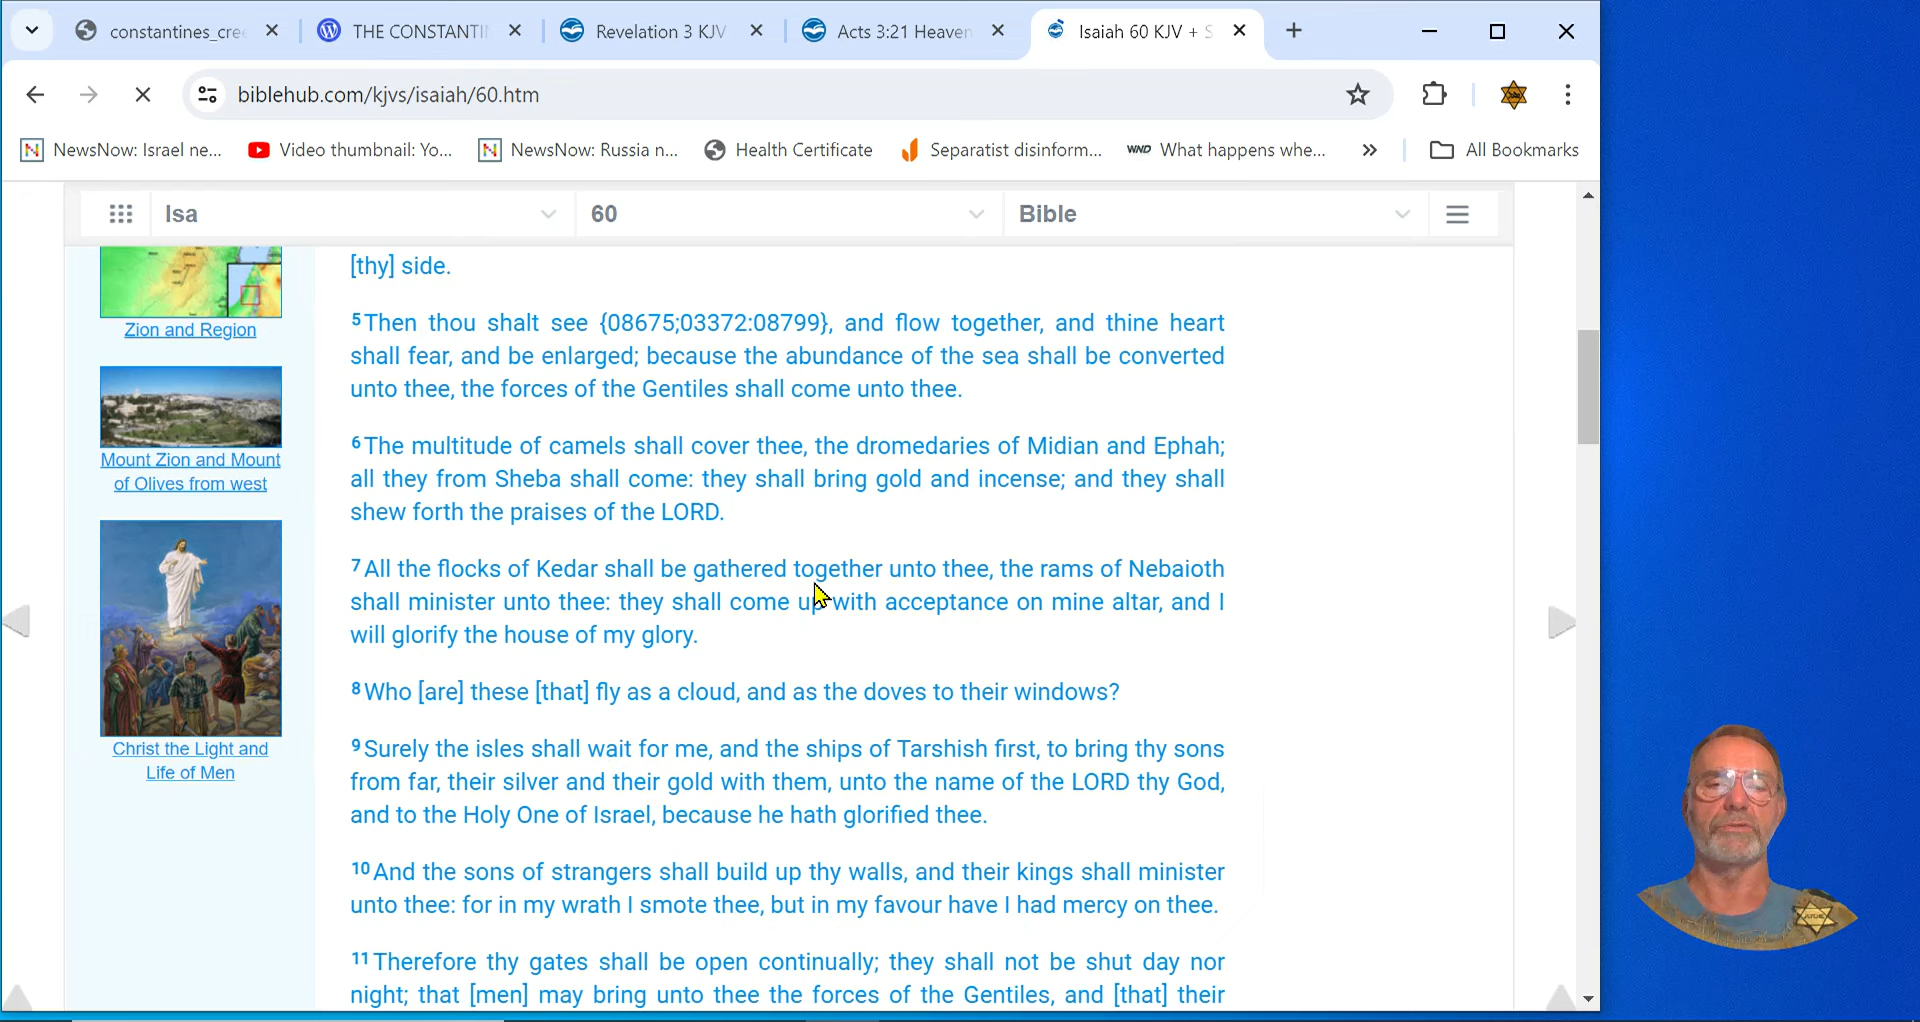 constantines_cre
THE CONSTANTI
Revelation 3 KJV
Acts 3:21 Heaven
Isaiah 60 KJV + S
biblehub.com/kjvs/isaiah/60.htm
NewsNow: Israel ne...
Video thumbnail: Yo...
NewsNow: Russia n...
Health Certificate
Separatist disinform...
WND What happens whe...
All Bookmarks
Isa
60
Bible
Zion and Region
Mount Zion and Mount
of Olives from west
Christ the Light and
Life of Men
[thy] side.
5Then thou shalt see {08675;03372:08799}, and flow together, and thine heart
shall fear, and be enlarged; because the abundance of the sea shall be converted
unto thee, the forces of the Gentiles shall come unto thee.
6The multitude of camels shall cover thee, the dromedaries of Midian and Ephah;
all they from Sheba shall come: they shall bring gold and incense; and they shall
shew forth the praises of the LORD.
7All the flocks of Kedar shall be gathered together unto thee, the rams of Nebaioth
shall minister unto thee: they shall come up with acceptance on mine altar, and I
will glorify the house of my glory.
8Who [are] these [that] fly as a cloud, and as the doves to their windows?
9Surely the isles shall wait for me, and the ships of Tarshish first, to bring thy sons
from far, their silver and their gold with them, unto the name of the LORD thy God,
and to the Holy One of Israel, because he hath glorified thee.
10And the sons of strangers shall build up thy walls, and their kings shall minister
unto thee: for in my wrath I smote thee, but in my favour have I had mercy on thee.
11Therefore thy gates shall be open continually; they shall not be shut day nor
night; that [men] may bring unto thee the forces of the Gentiles, and [that] their